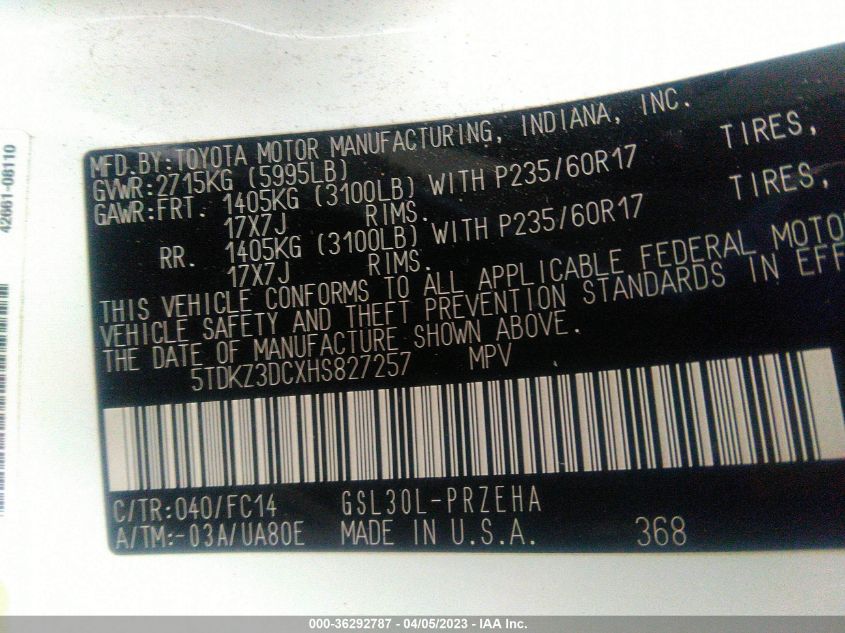 42661-08110
MFD.BY:TOYOTA MOTOR MANUFACTURING, INDIANA, INC.
GVWR:2715KG (5995LB)
GAWR:FRT. 1405KG (3100LB) WITH P235/60R17 TIRES,
17X7J RIMS.
RR. 1405KG (3100LB) WITH P235/60R17 TIRES,
17X7J RIMS.
THIS VEHICLE CONFORMS TO ALL APPLICABLE FEDERAL MOTO
VEHICLE SAFETY AND THEFT PREVENTION STANDARDS IN EFF
THE DATE OF MANUFACTURE SHOWN ABOVE.
5TDKZ3DCXHS827257 MPV
C/TR:040/FC14 GSL30L-PRZEHA
A/TM:-03A/UA80E MADE IN U.S.A. 368
000-36292787 - 04/05/2023 - IAA Inc.